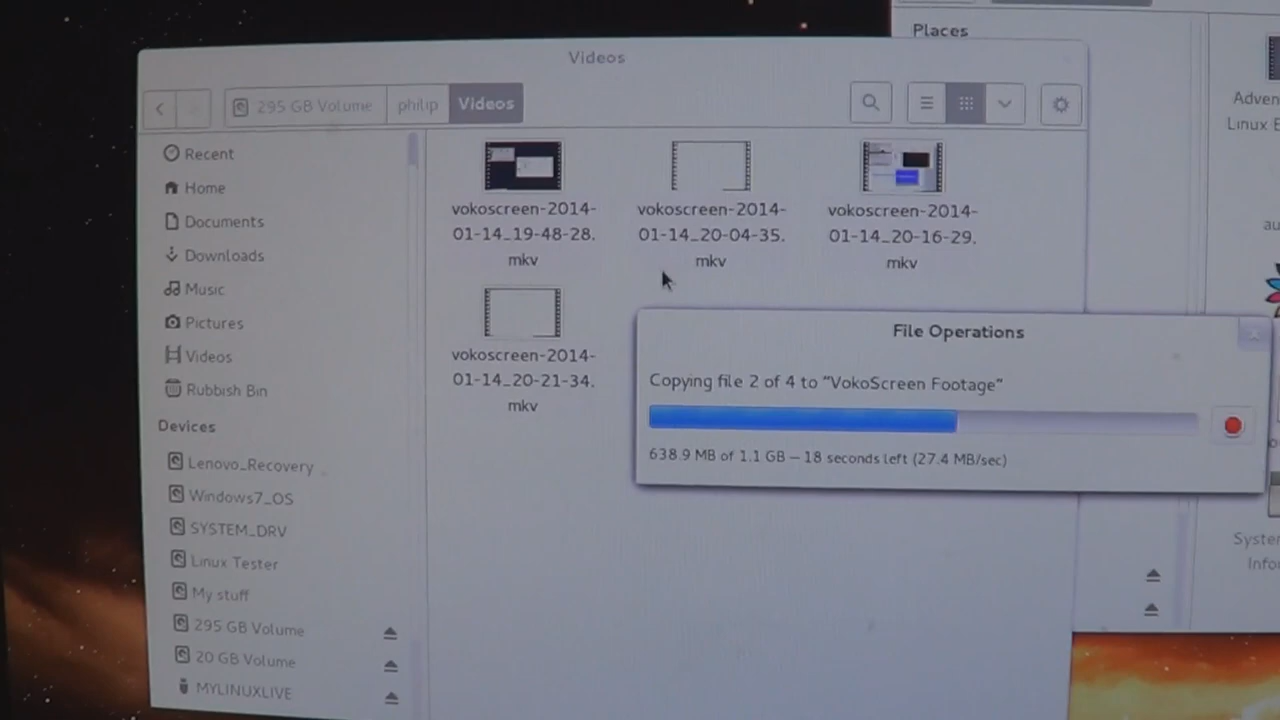 Places
Videos
295 GB Volume
philip
Videos
Recent
Home
Documents
Downloads
Music
Pictures
Videos
Rubbish Bin
Devices
Lenovo_Recovery
Windows7_OS
SYSTEM_DRV
Linux Tester
My stuff
295 GB Volume
20 GB Volume
MYLINUXLIVE
vokoscreen-2014-
01-14_19-48-28.
mkv
vokoscreen-2014-
01-14_20-04-35.
mkv
vokoscreen-2014-
01-14_20-16-29.
mkv
vokoscreen-2014-
01-14_20-21-34.
mkv
File Operations
Copying file 2 of 4 to “VokoScreen Footage”
638.9 MB of 1.1 GB — 18 seconds left (27.4 MB/sec)
Adven
Linux E
au
Syste
Info